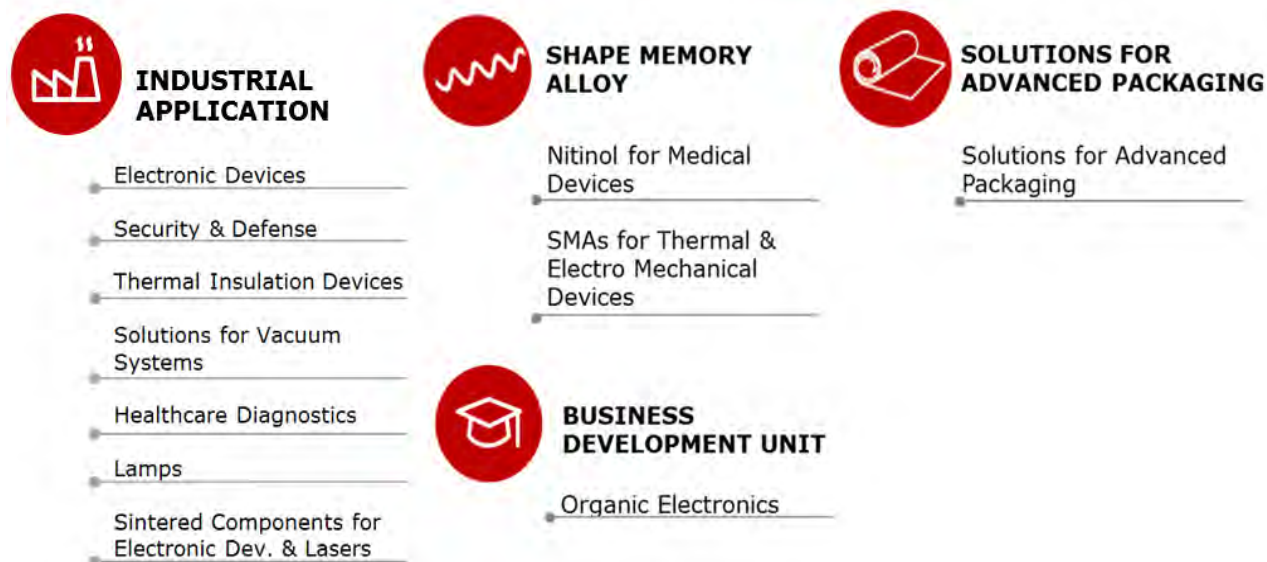 INDUSTRIAL
APPLICATION
Electronic Devices
Security & Defense
Thermal Insulation Devices
Solutions for Vacuum
Systems
Healthcare Diagnostics
Lamps
Sintered Components for
Electronic Dev. & Lasers
SHAPE MEMORY
ALLOY
Nitinol for Medical
Devices
SMAs for Thermal &
Electro Mechanical
Devices
BUSINESS
DEVELOPMENT UNIT
Organic Electronics
SOLUTIONS FOR
ADVANCED PACKAGING
Solutions for Advanced
Packaging